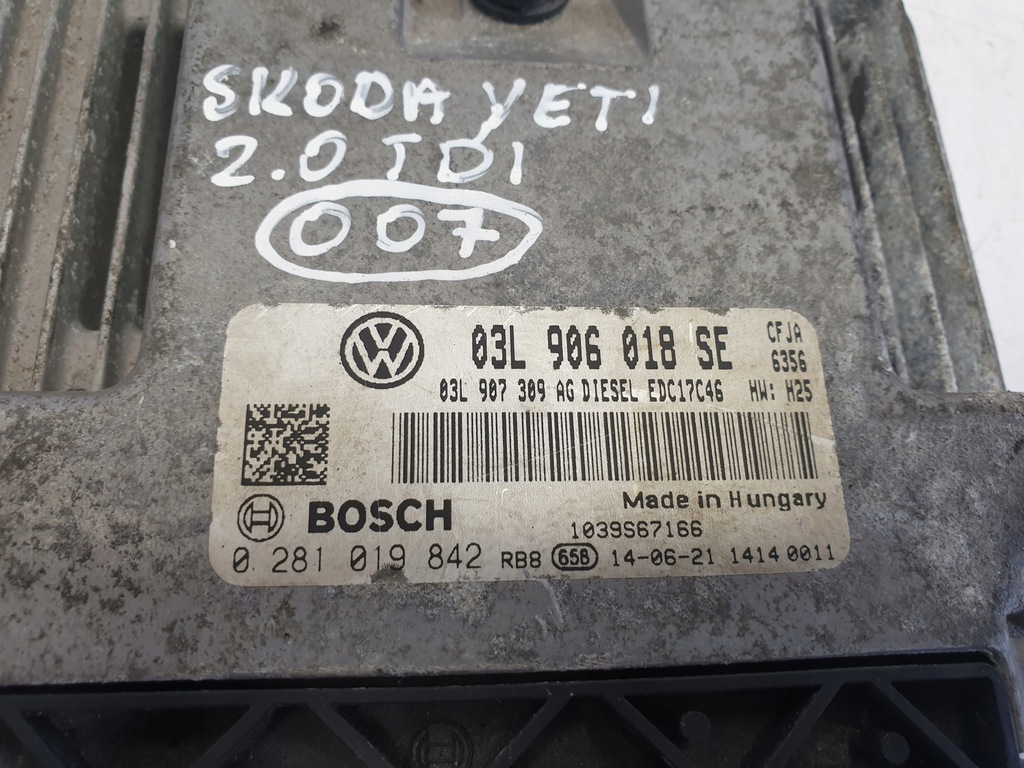 SKODA YETI
2.0 TDI
007
03L 906 018 SE CFJA
6356
03L 907 309 AG DIESEL EDC17C46 HW: H25
BOSCH Made in Hungary
1039S67166
0 281 019 842 RB8 65B 14-06-21 1414 0011